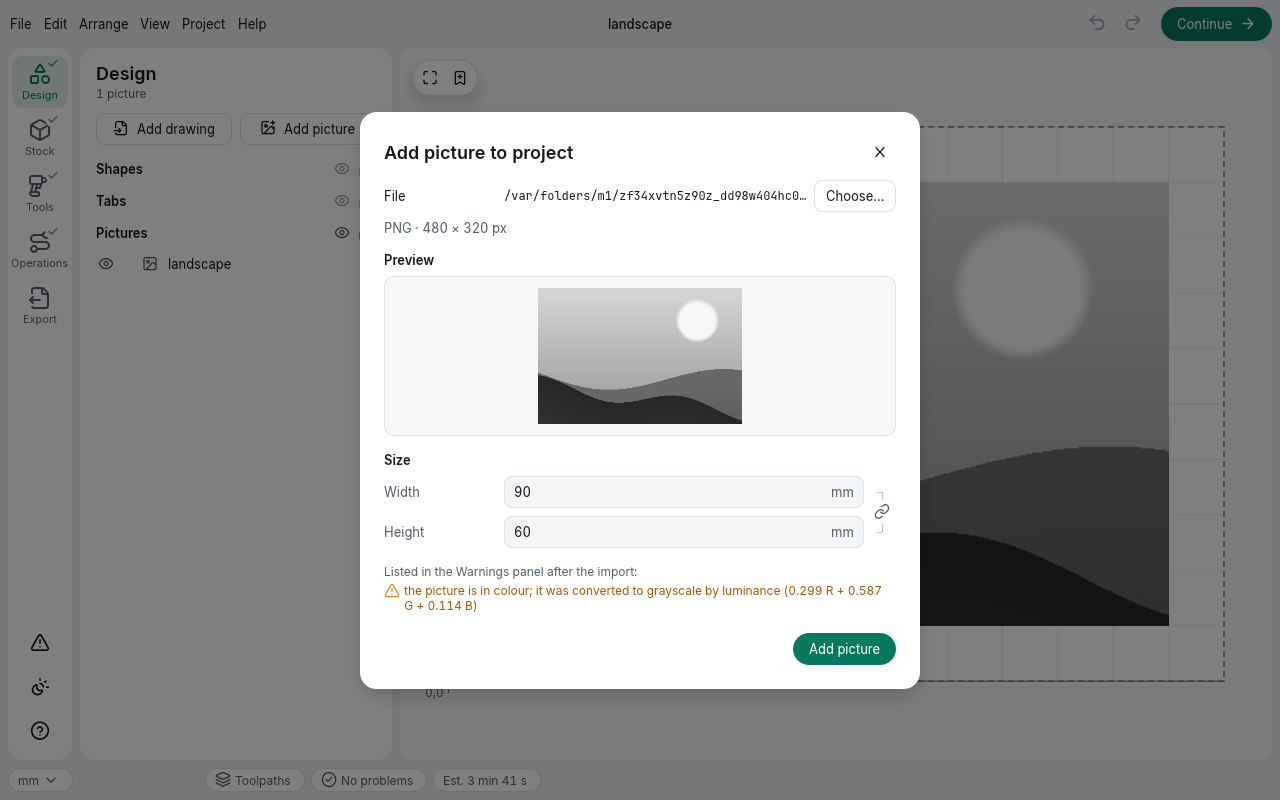 File Edit Arrange View Project Help
landscape
Continue
Design
Stock
Tools
Operations
Export
Design
1 picture
Add drawing
Add picture
Shapes
Tabs
Pictures
landscape
Add picture to project
File
/var/folders/m1/zf34xvtn5z90z_dd98w404hc0…
Choose…
PNG · 480 × 320 px
Preview
Size
Width
90
mm
Height
60
mm
Listed in the Warnings panel after the import:
the picture is in colour; it was converted to grayscale by luminance (0.299 R + 0.587
G + 0.114 B)
Add picture
0,0
mm
Toolpaths
No problems
Est. 3 min 41 s